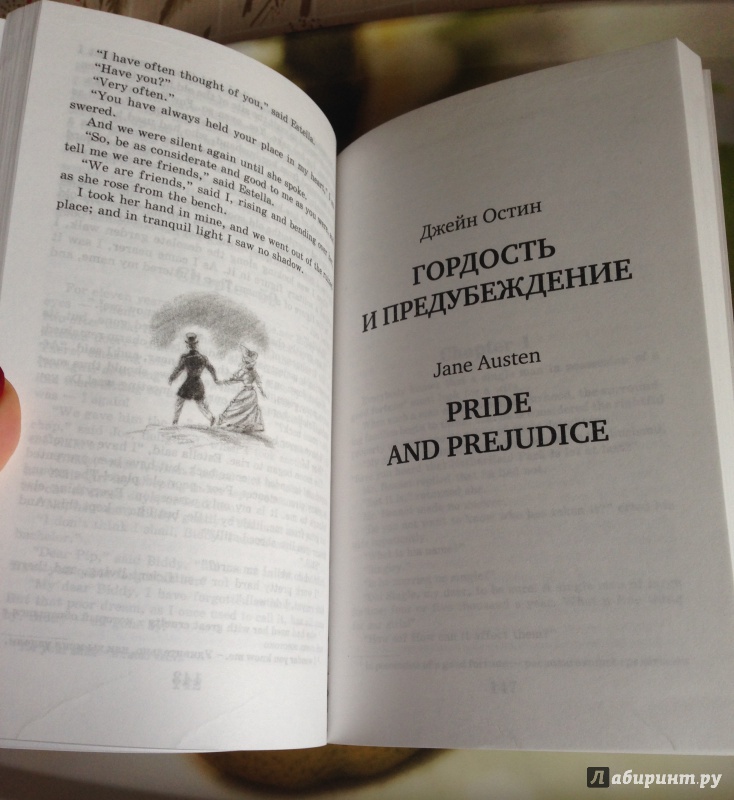 "I have often thought of you," said Estella.
"Have you?"
"Very often."
"You have always held your place in my heart," I
swered.
And we were silent again until she spoke.
"So, be as considerate and good to me as you were,
tell me we are friends," said Estella.
"We are friends," said I, rising and bending over
as she rose from the bench.
I took her hand in mine, and we went out of the
place; and in tranquil light I saw no shadow.
Джейн Остин
ГОРДОСТЬ
И ПРЕДУБЕЖДЕНИЕ
Jane Austen
PRIDE
AND PREJUDICE
Лабиринт.ру